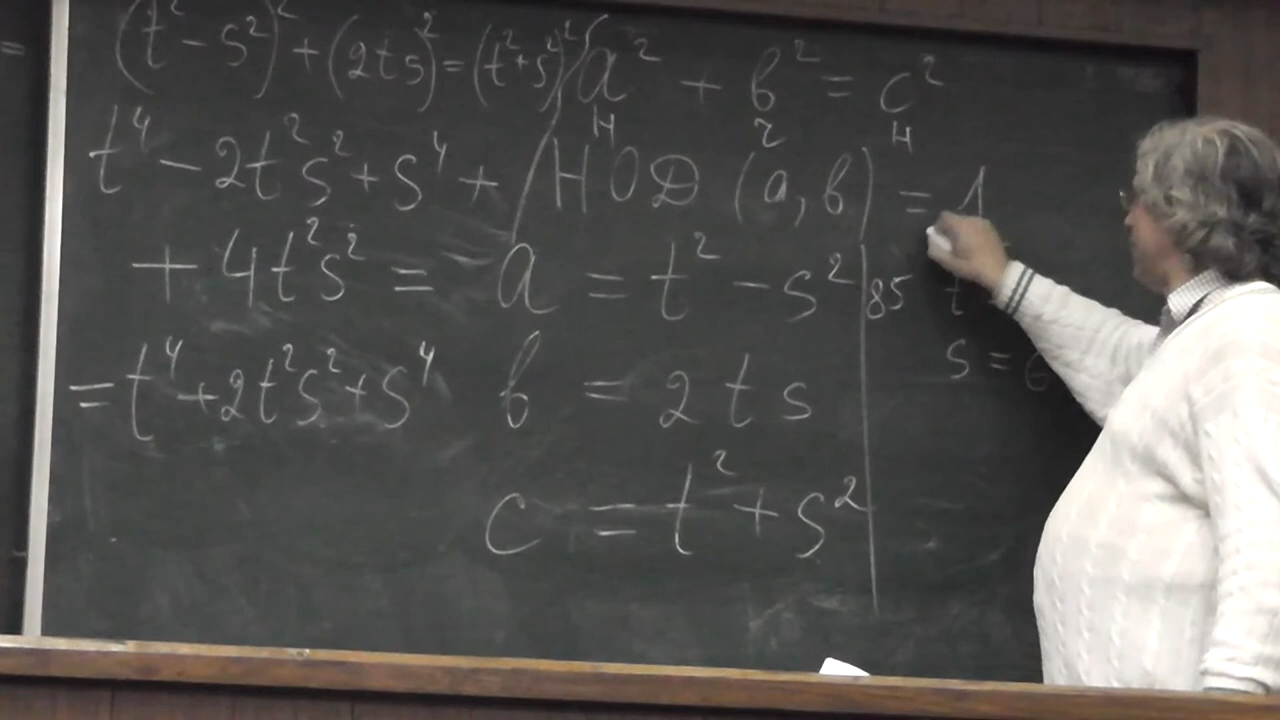 =
(t² - s²)² + (2ts)² = (t² + s²)²
t⁴ - 2t²s² + s⁴ +
+ 4t²s² =
= t⁴ + 2t²s² + s⁴
a² + b² = c²
н ч н
НОД (a, b) = 1
a = t² - s²
b = 2ts
c = t² + s²
85
t
s = 6